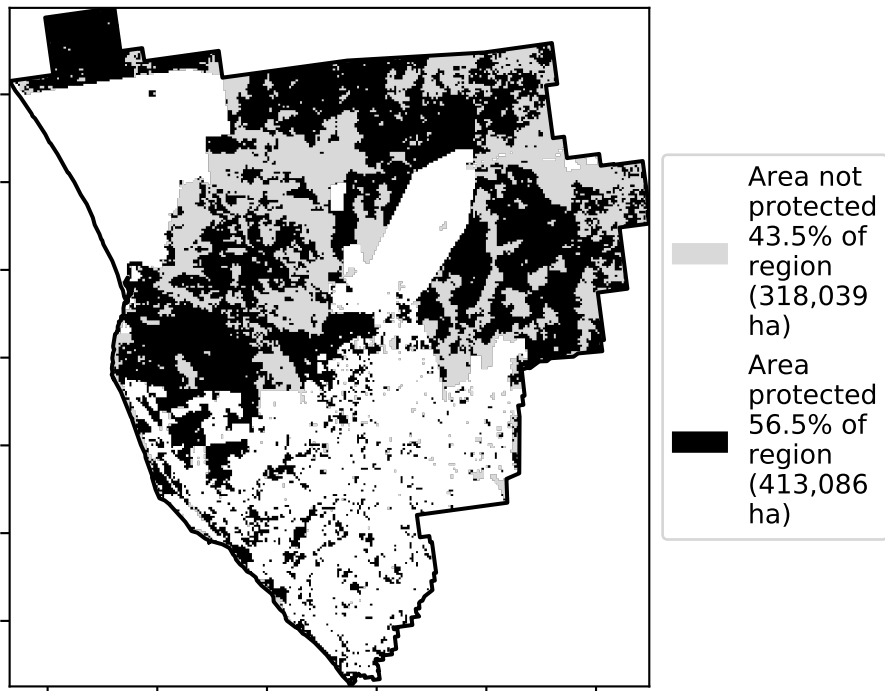 Area not
protected
43.5% of
region
(318,039
ha)
Area
protected
56.5% of
region
(413,086
ha)